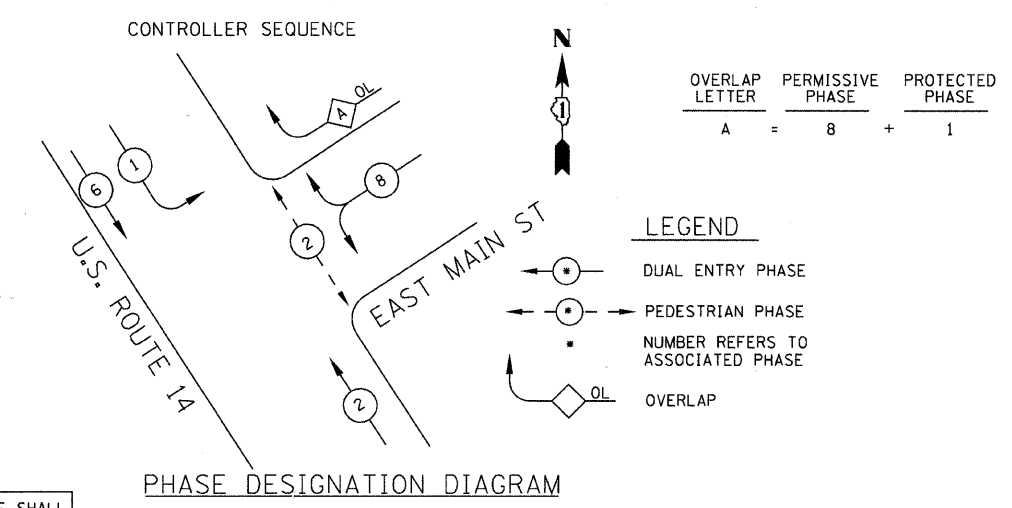 CONTROLLER SEQUENCE
N
1
OVERLAP LETTER
PERMISSIVE PHASE
PROTECTED PHASE
A = 8 + 1
A
OL
1
6
8
2
2
U.S. ROUTE 14
EAST MAIN ST
LEGEND
* DUAL ENTRY PHASE
* PEDESTRIAN PHASE
* NUMBER REFERS TO
ASSOCIATED PHASE
OL OVERLAP
PHASE DESIGNATION DIAGRAM
SHALL